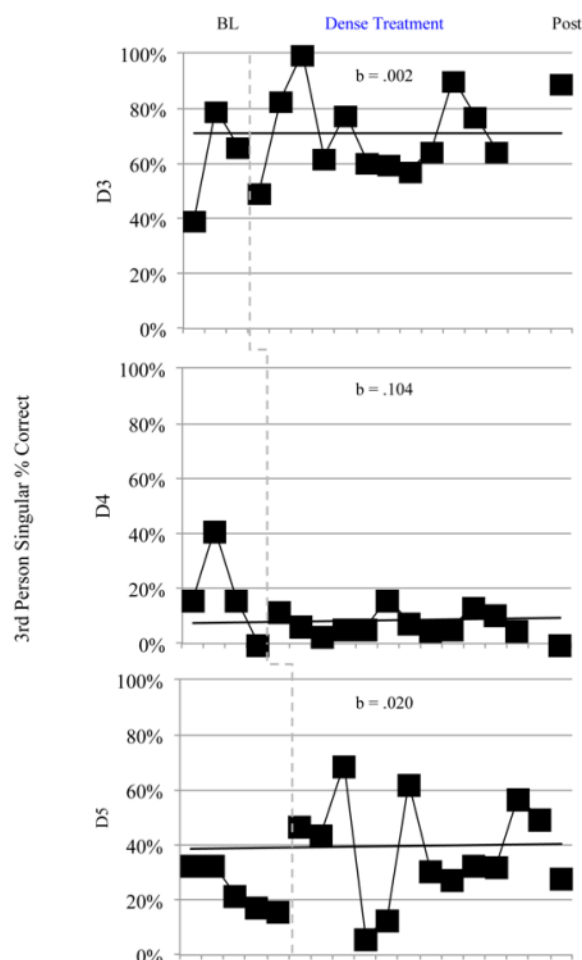 BL Dense Treatment Post
100%
b = .002
80%
60%
D3
40%
20%
0%
100%
b = .104
80%
60%
D4
40%
20%
0%
3rd Person Singular % Correct
100%
b = .020
80%
60%
D5
40%
20%
0%